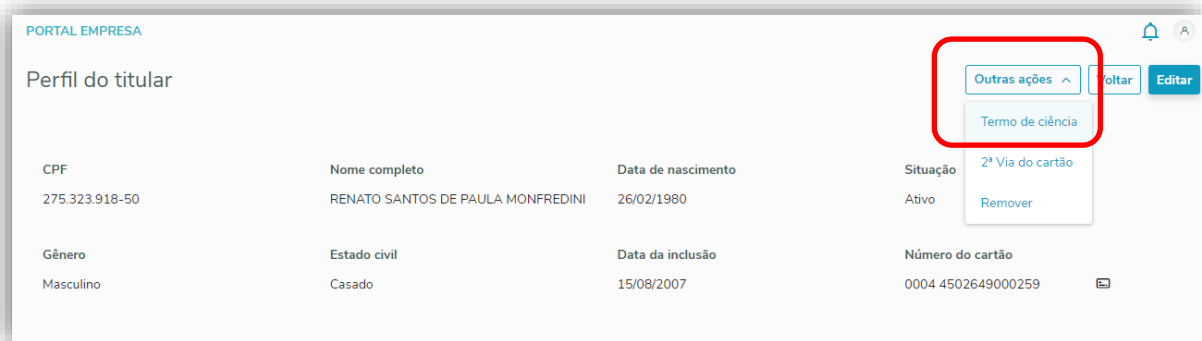 PORTAL EMPRESA
Perfil do titular
Outras ações
Voltar
Editar
Termo de ciência
2ª Via do cartão
Remover
CPF Nome completo Data de nascimento Situação
275.323.918-50 RENATO SANTOS DE PAULA MONFREDINI 26/02/1980 Ativo
Gênero Estado civil Data da inclusão Número do cartão
Masculino Casado 15/08/2007 0004 4502649000259